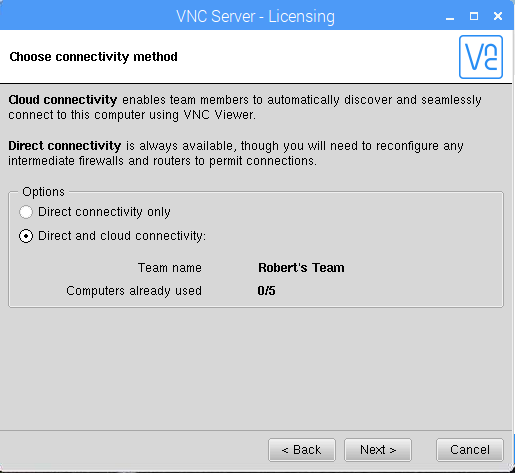 VNC Server - Licensing
Choose connectivity method
Cloud connectivity enables team members to automatically discover and seamlessly
connect to this computer using VNC Viewer.
Direct connectivity is always available, though you will need to reconfigure any
intermediate firewalls and routers to permit connections.
Options
Direct connectivity only
Direct and cloud connectivity:
Team name Robert's Team
Computers already used 0/5
< Back Next > Cancel